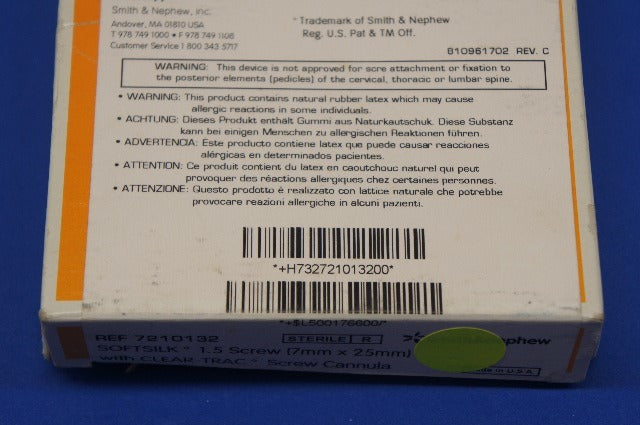 Smith & Nephew, Inc.
Andover, MA 01810 USA
T 978 749 1000 • F 978 749 1108
Customer Service 1 800 343 5717
* Trademark of Smith & Nephew
Reg. U.S. Pat & TM Off.
B10961702 REV. C
WARNING: This device is not approved for scre attachment or fixation to
the posterior elements (pedicles) of the cervical, thoracic or lumbar spine.
• WARNING: This product contains natural rubber latex which may cause
allergic reactions in some individuals.
• ACHTUNG: Dieses Produkt enthält Gummi aus Naturkautschuk. Diese Substanz
kann bei einigen Menschen zu allergischen Reaktionen führen.
• ADVERTENCIA: Este producto contiene latex que puede causar reacciones
alérgicas en determinados pacientes.
• ATTENTION: Ce produit contient du latex en caoutchouc naturel qui peut
provoquer des réactions allergiques chez certaines personnes.
• ATTENZIONE: Questo prodotto è realizzato con lattice naturale che potrebbe
provocare reazioni allergiche in alcuni pazienti.
*+H732721013200*
*+$L500176600/*
REF 7210132
STERILE R
Nephew
SOFTSILK* 1.5 Screw (7mm x 25mm)
with CLEAR-TRAC* Screw Cannula
in U.S.A.